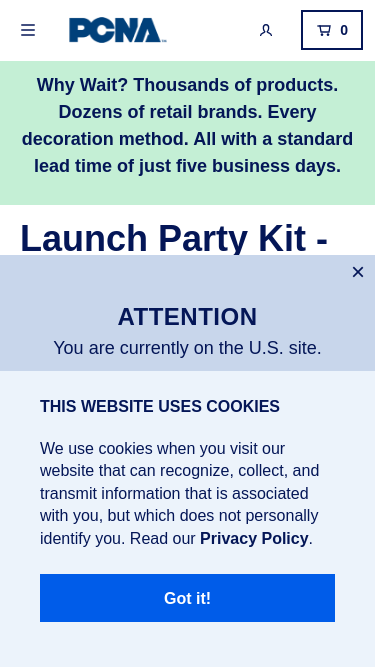 PCNA
0
Why Wait? Thousands of products.
Dozens of retail brands. Every
decoration method. All with a standard
lead time of just five business days.
Launch Party Kit -
ATTENTION
You are currently on the U.S. site.
THIS WEBSITE USES COOKIES
We use cookies when you visit our
website that can recognize, collect, and
transmit information that is associated
with you, but which does not personally
identify you. Read our Privacy Policy.
Got it!